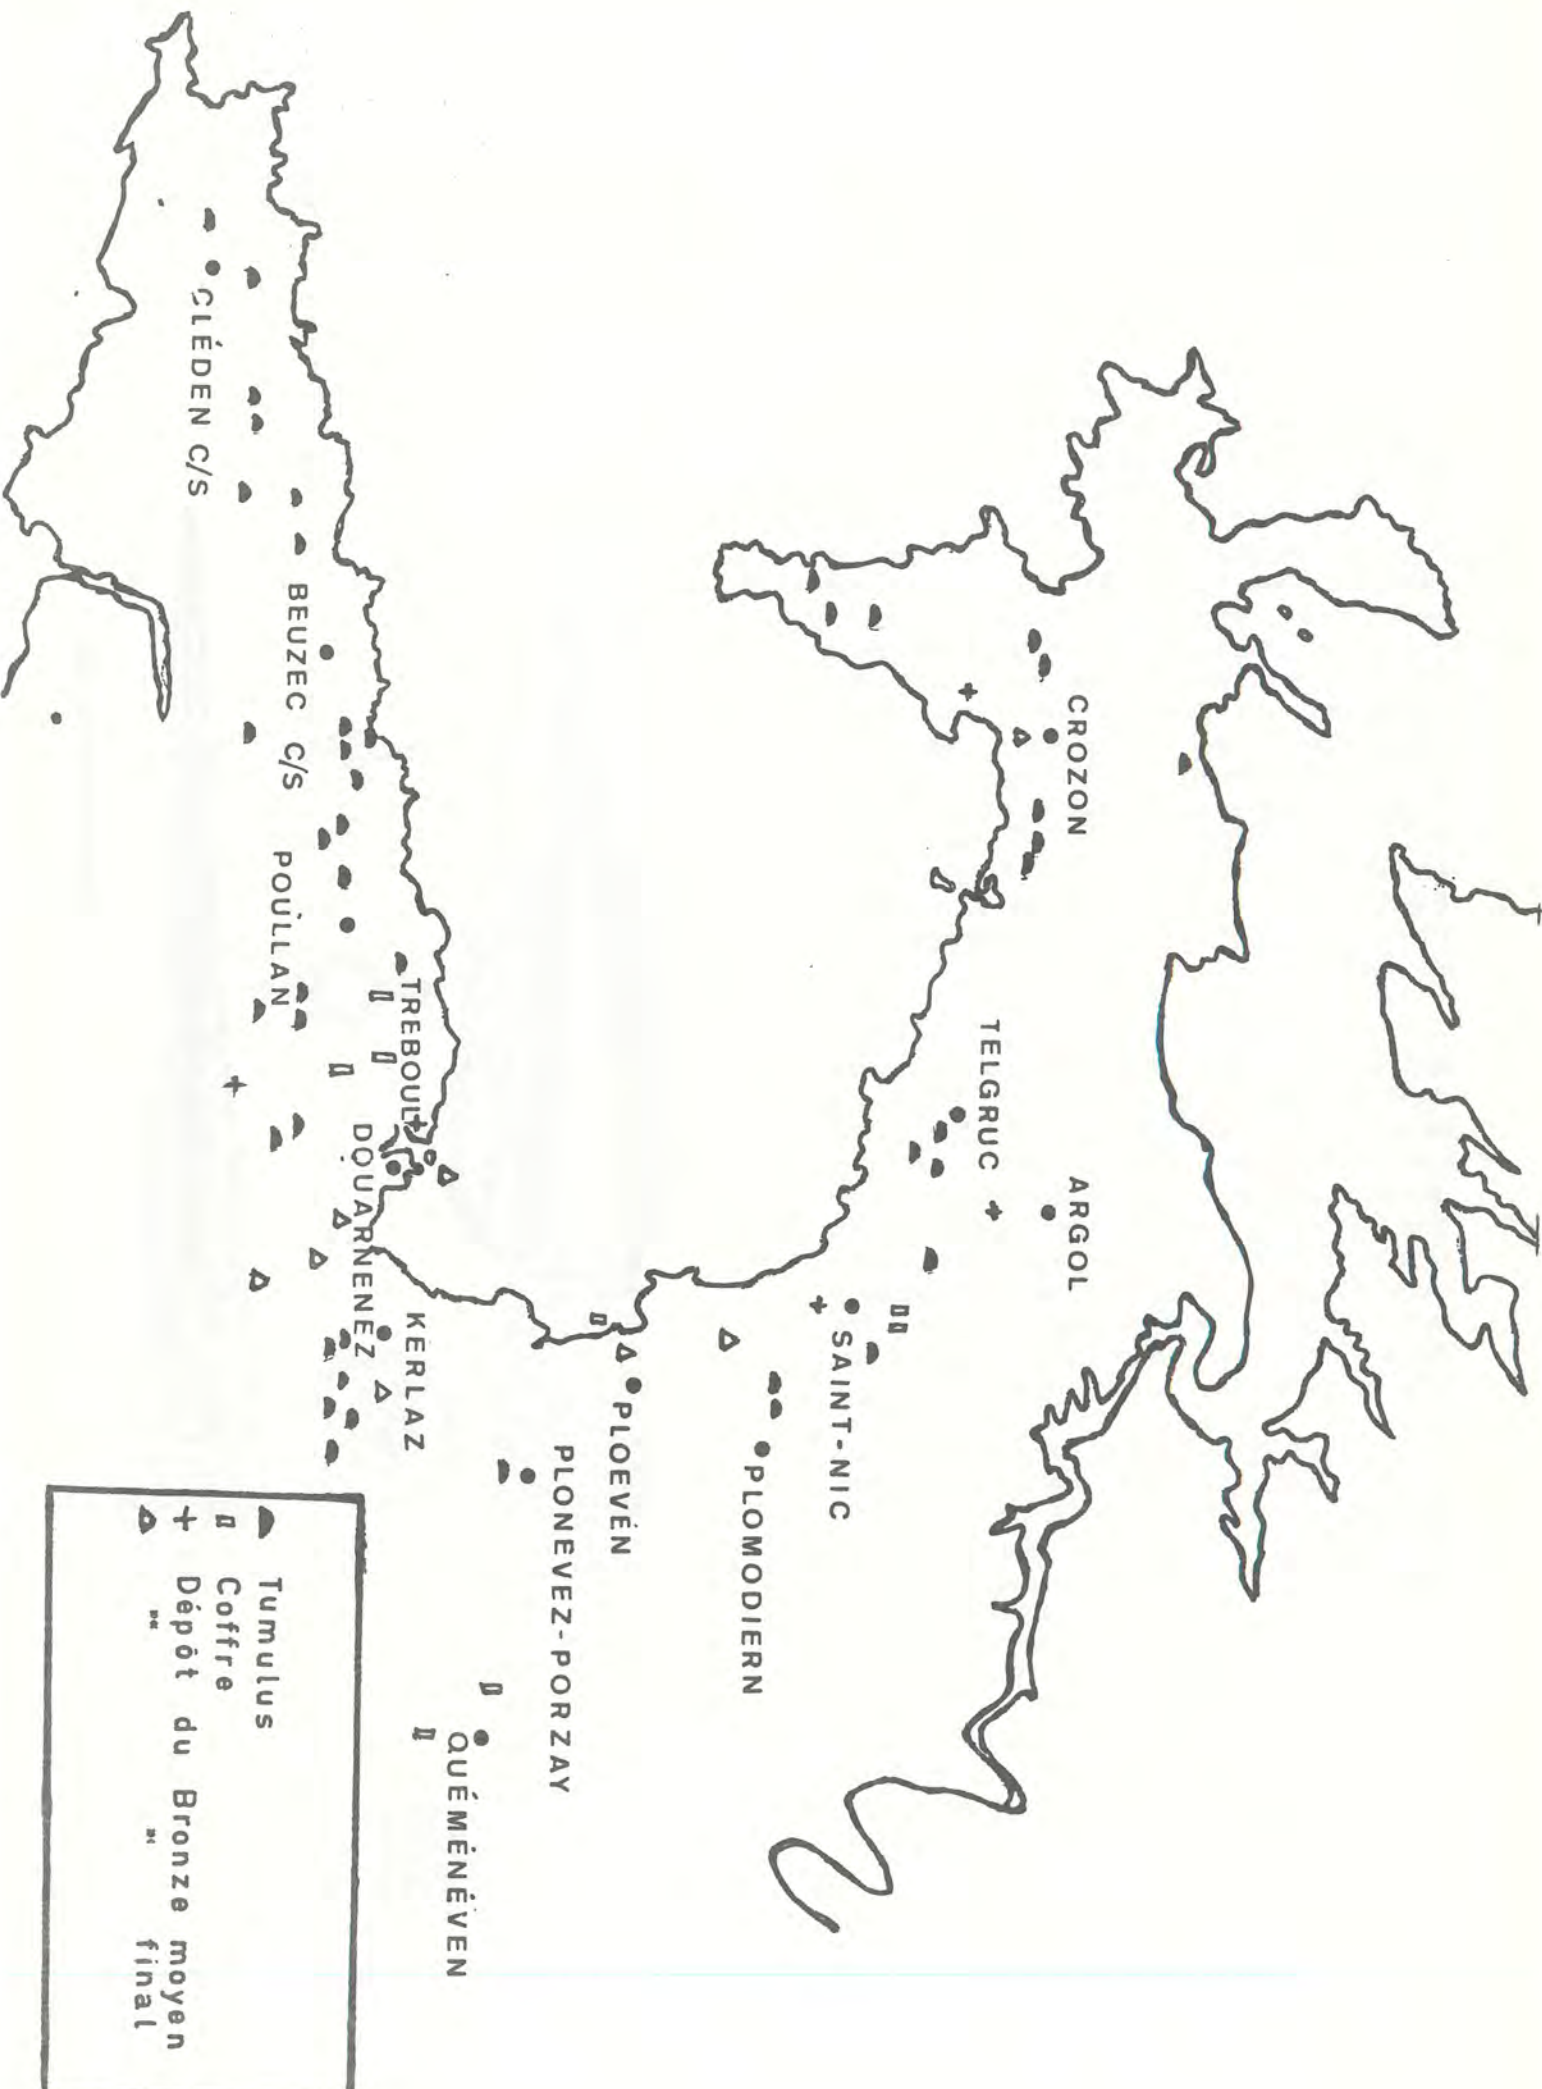 CROZON
ARGOL
TELGRUC
SAINT-NIC
PLOMODIERN
PLOEVÉN
PLONEVEZ-PORZAY
QUÉMÉNÉVEN
KERLAZ
TREBOUL
DOUARNENEZ
POULLAN
BEUZEC C/S
CLÉDEN C/S
Tumulus
Coffre
Dépôt du Bronze moyen
" " final